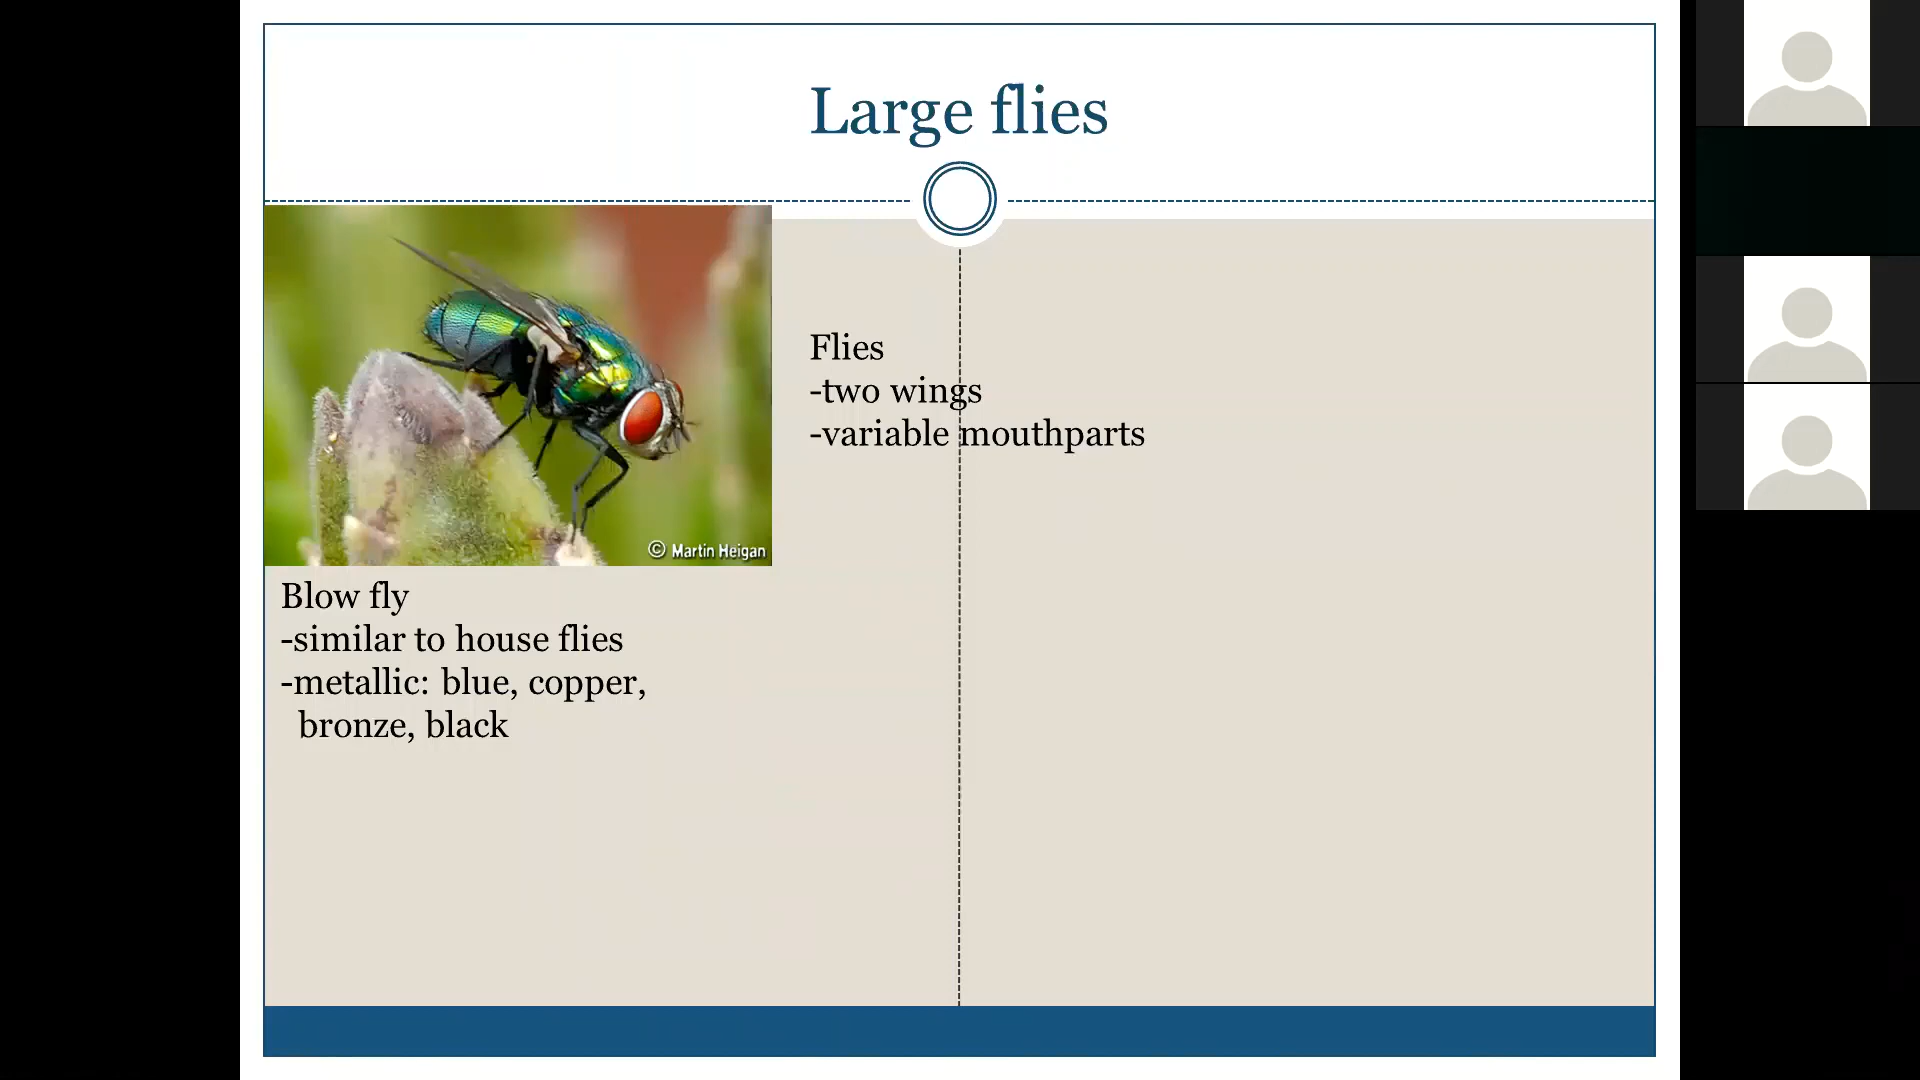 Large flies
Flies
-two wings
-variable mouthparts
© Martin Heigan
Blow fly
-similar to house flies
-metallic: blue, copper,
bronze, black